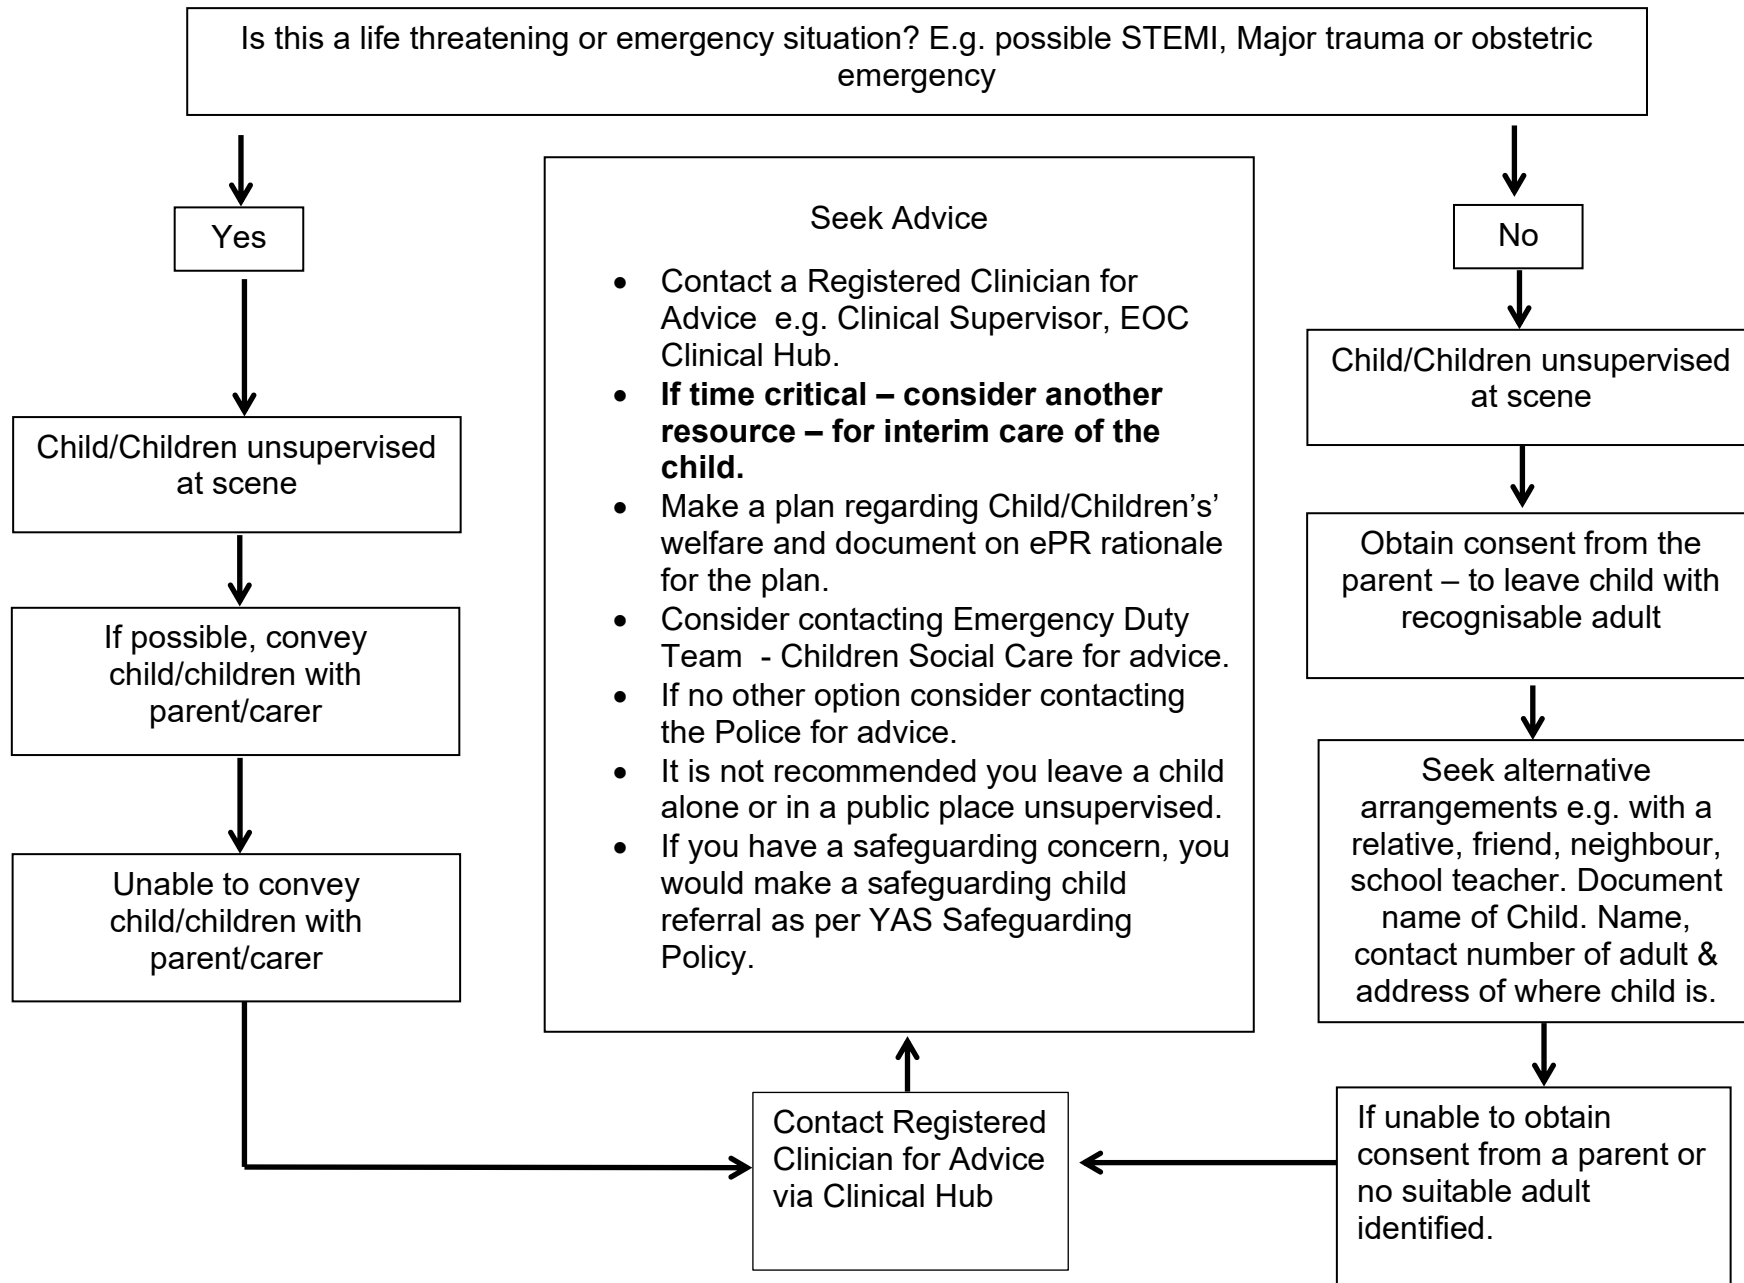 Is this a life threatening or emergency situation? E.g. possible STEMI, Major trauma or obstetric
emergency
Yes
Child/Children unsupervised
at scene
If possible, convey
child/children with
parent/carer
Unable to convey
child/children with
parent/carer
Seek Advice
• Contact a Registered Clinician for
Advice e.g. Clinical Supervisor, EOC
Clinical Hub.
• If time critical – consider another
resource – for interim care of the
child.
• Make a plan regarding Child/Children’s’
welfare and document on ePR rationale
for the plan.
• Consider contacting Emergency Duty
Team - Children Social Care for advice.
• If no other option consider contacting
the Police for advice.
• It is not recommended you leave a child
alone or in a public place unsupervised.
• If you have a safeguarding concern, you
would make a safeguarding child
referral as per YAS Safeguarding
Policy.
Contact Registered
Clinician for Advice
via Clinical Hub
No
Child/Children unsupervised
at scene
Obtain consent from the
parent – to leave child with
recognisable adult
Seek alternative
arrangements e.g. with a
relative, friend, neighbour,
school teacher. Document
name of Child. Name,
contact number of adult &
address of where child is.
If unable to obtain
consent from a parent or
no suitable adult
identified.